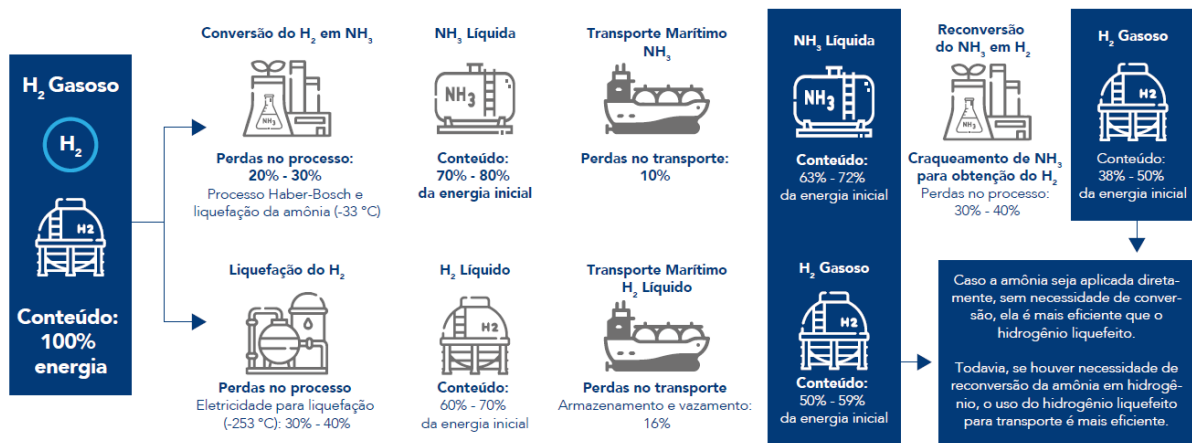 H₂ Gasoso
H₂
H2
Conteúdo:
100%
energia
Conversão do H₂ em NH₃
NH₃
Perdas no processo:
20% - 30%
Processo Haber-Bosch e
liquefação da amônia (-33 °C)
NH₃ Líquida
NH₃
Conteúdo:
70% - 80%
da energia inicial
Transporte Marítimo
NH₃
Perdas no transporte:
10%
NH₃ Líquida
NH₃
Conteúdo:
63% - 72%
da energia inicial
Reconversão
do NH₃ em H₂
NH₃
Craqueamento de NH₃
para obtenção do H₂
Perdas no processo:
30% - 40%
H₂ Gasoso
H2
Conteúdo:
38% - 50%
da energia inicial
Liquefação do H₂
Perdas no processo
Eletricidade para liquefação
(-253 °C): 30% - 40%
H₂ Líquido
H2
Conteúdo:
60% - 70%
da energia inicial
Transporte Marítimo
H₂ Líquido
Perdas no transporte
Armazenamento e vazamento:
16%
H₂ Gasoso
H2
Conteúdo:
50% - 59%
da energia inicial
Caso a amônia seja aplicada direta-
mente, sem necessidade de conver-
são, ela é mais eficiente que o
hidrogênio liquefeito.
Todavia, se houver necessidade de
reconversão da amônia em hidrogê-
nio, o uso do hidrogênio liquefeito
para transporte é mais eficiente.